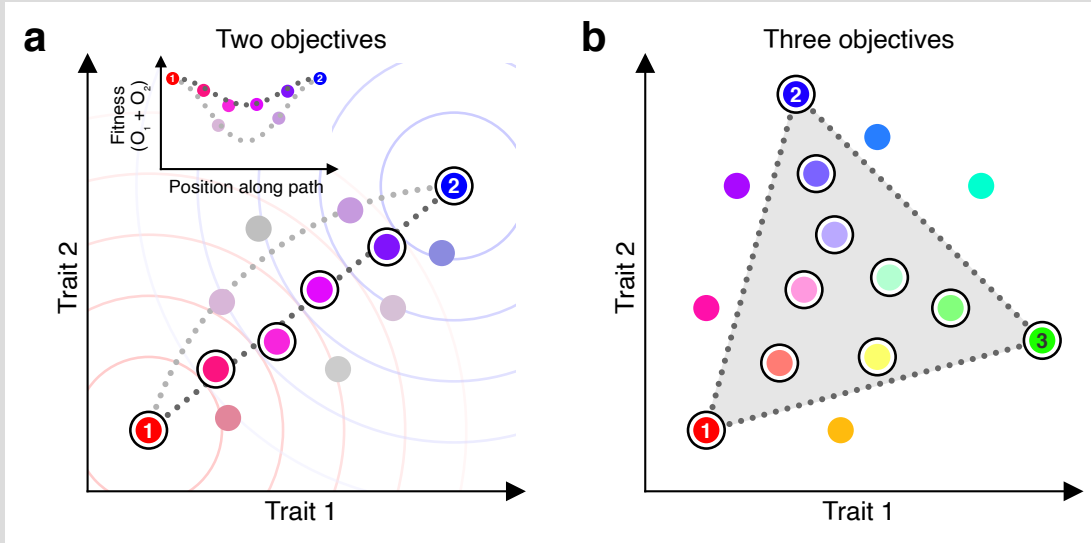 a
Two objectives
Fitness
(O1 + O2)
1
2
Position along path
2
1
Trait 2
Trait 1
b
Three objectives
2
3
1
Trait 2
Trait 1